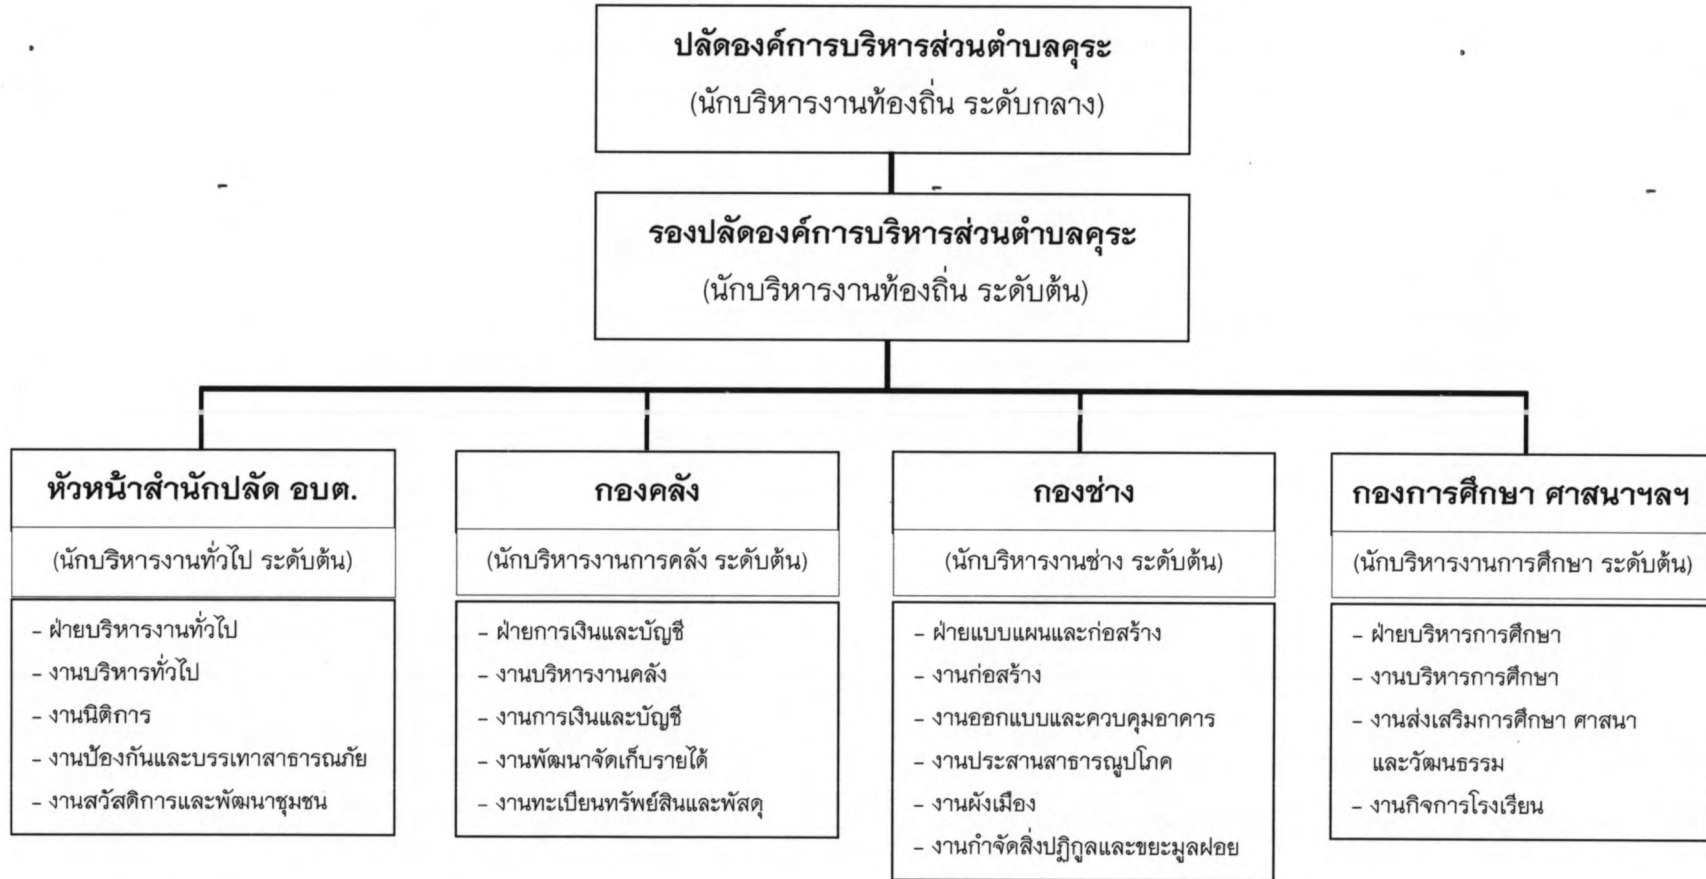 ปลัดองค์การบริหารส่วนตำบลคุระ
(นักบริหารงานท้องถิ่น ระดับกลาง)
รองปลัดองค์การบริหารส่วนตำบลคุระ
(นักบริหารงานท้องถิ่น ระดับต้น)
หัวหน้าสำนักปลัด อบต.
(นักบริหารงานทั่วไป ระดับต้น)
- ฝ่ายบริหารงานทั่วไป
- งานบริหารทั่วไป
- งานนิติการ
- งานป้องกันและบรรเทาสาธารณภัย
- งานสวัสดิการและพัฒนาชุมชน
กองคลัง
(นักบริหารงานการคลัง ระดับต้น)
- ฝ่ายการเงินและบัญชี
- งานบริหารงานคลัง
- งานการเงินและบัญชี
- งานพัฒนาจัดเก็บรายได้
- งานทะเบียนทรัพย์สินและพัสดุ
กองช่าง
(นักบริหารงานช่าง ระดับต้น)
- ฝ่ายแบบแผนและก่อสร้าง
- งานก่อสร้าง
- งานออกแบบและควบคุมอาคาร
- งานประสานสาธารณูปโภค
- งานผังเมือง
- งานกำจัดสิ่งปฏิกูลและขยะมูลฝอย
กองการศึกษา ศาสนาฯลฯ
(นักบริหารงานการศึกษา ระดับต้น)
- ฝ่ายบริหารการศึกษา
- งานบริหารการศึกษา
- งานส่งเสริมการศึกษา ศาสนา
และวัฒนธรรม
- งานกิจการโรงเรียน